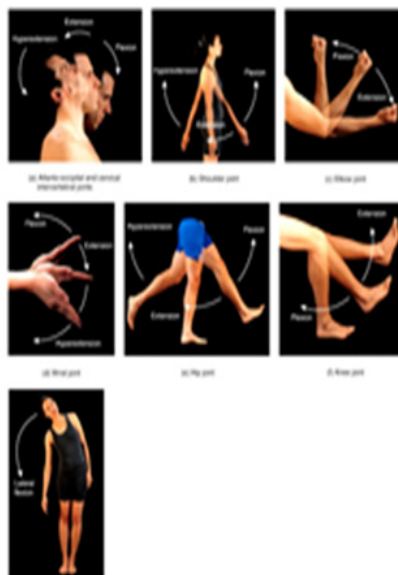 Extension
Hyperextension
Flexion
(a) Atlanto-occipital and cervical
intervertebral joints
Hyperextension
Flexion
Extension
(b) Shoulder joint
Flexion
Extension
(c) Elbow joint
Flexion
Extension
Hyperextension
(d) Wrist joint
Hyperextension
Flexion
Extension
(e) Hip joint
Extension
Flexion
(f) Knee joint
Lateral
flexion